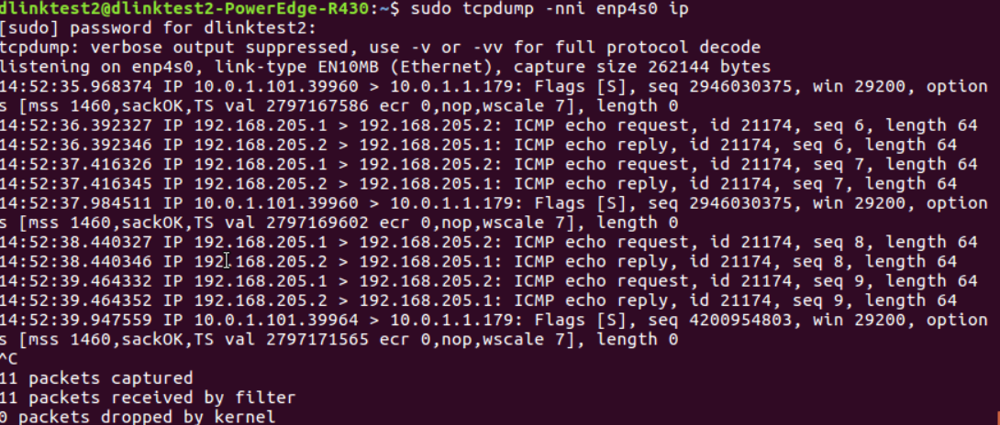 dlinktest2@dlinktest2-PowerEdge-R430:~$ sudo tcpdump -nni enp4s0 ip
[sudo] password for dlinktest2:
tcpdump: verbose output suppressed, use -v or -vv for full protocol decode
listening on enp4s0, link-type EN10MB (Ethernet), capture size 262144 bytes
14:52:35.968374 IP 10.0.1.101.39960 > 10.0.1.1.179: Flags [S], seq 2946030375, win 29200, option
s [mss 1460,sackOK,TS val 2797167586 ecr 0,nop,wscale 7], length 0
14:52:36.392327 IP 192.168.205.1 > 192.168.205.2: ICMP echo request, id 21174, seq 6, length 64
14:52:36.392346 IP 192.168.205.2 > 192.168.205.1: ICMP echo reply, id 21174, seq 6, length 64
14:52:37.416326 IP 192.168.205.1 > 192.168.205.2: ICMP echo request, id 21174, seq 7, length 64
14:52:37.416345 IP 192.168.205.2 > 192.168.205.1: ICMP echo reply, id 21174, seq 7, length 64
14:52:37.984511 IP 10.0.1.101.39960 > 10.0.1.1.179: Flags [S], seq 2946030375, win 29200, option
s [mss 1460,sackOK,TS val 2797169602 ecr 0,nop,wscale 7], length 0
14:52:38.440327 IP 192.168.205.1 > 192.168.205.2: ICMP echo request, id 21174, seq 8, length 64
14:52:38.440346 IP 192.168.205.2 > 192.168.205.1: ICMP echo reply, id 21174, seq 8, length 64
14:52:39.464332 IP 192.168.205.1 > 192.168.205.2: ICMP echo request, id 21174, seq 9, length 64
14:52:39.464352 IP 192.168.205.2 > 192.168.205.1: ICMP echo reply, id 21174, seq 9, length 64
14:52:39.947559 IP 10.0.1.101.39964 > 10.0.1.1.179: Flags [S], seq 4200954803, win 29200, option
s [mss 1460,sackOK,TS val 2797171565 ecr 0,nop,wscale 7], length 0
^C
11 packets captured
11 packets received by filter
0 packets dropped by kernel